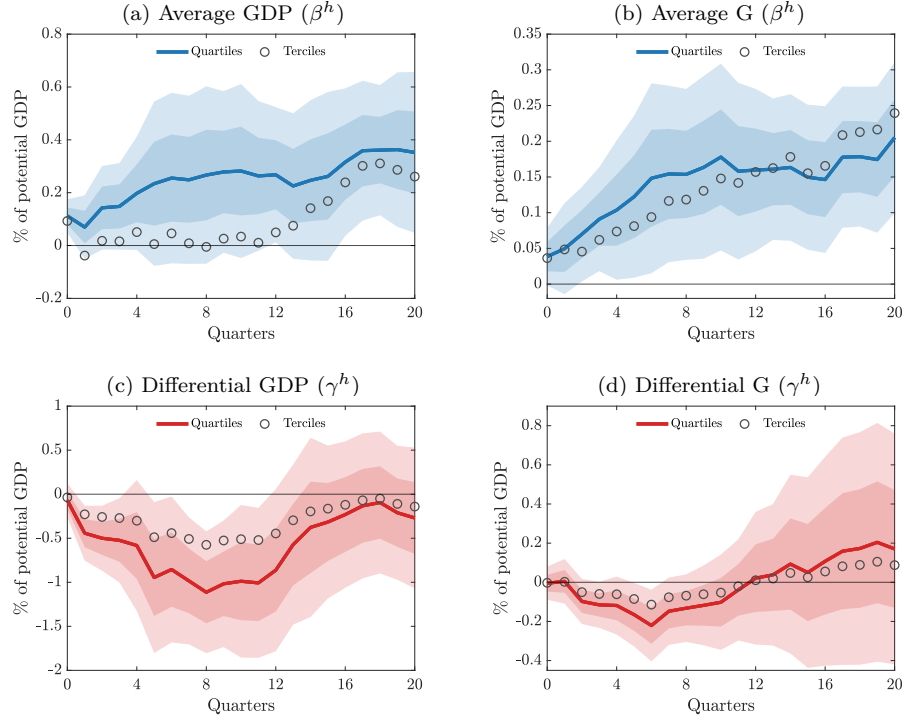 (a) Average GDP (β^h)
Quartiles
Terciles
% of potential GDP
0.8
0.6
0.4
0.2
0
-0.2
0
4
8
12
16
20
Quarters
(b) Average G (β^h)
Quartiles
Terciles
% of potential GDP
0.35
0.3
0.25
0.2
0.15
0.1
0.05
0
0
4
8
12
16
20
Quarters
(c) Differential GDP (γ^h)
Quartiles
Terciles
% of potential GDP
1
0.5
0
-0.5
-1
-1.5
-2
0
4
8
12
16
20
Quarters
(d) Differential G (γ^h)
Quartiles
Terciles
% of potential GDP
0.8
0.6
0.4
0.2
0
-0.2
-0.4
0
4
8
12
16
20
Quarters